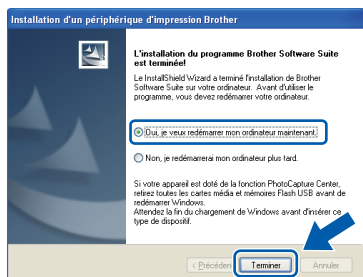 Installation d'un périphérique d'impression Brother
L'installation du programme Brother Software Suite
est terminée!
Le InstallShield Wizard a terminé l'installation de Brother
Software Suite sur votre ordinateur. Avant d'utiliser le
programme, vous devez redémarrer votre ordinateur.
Oui, je veux redémarrer mon ordinateur maintenant.
Non, je redémarrerai mon ordinateur plus tard.
Si votre appareil est doté de la fonction PhotoCapture Center,
retirez toutes les cartes média et mémoires Flash USB avant de
redémarrer Windows.
Attendez la fin du chargement de Windows avant d'insérer ce
type de dispositif.
< Précéden
Terminer
Annuler